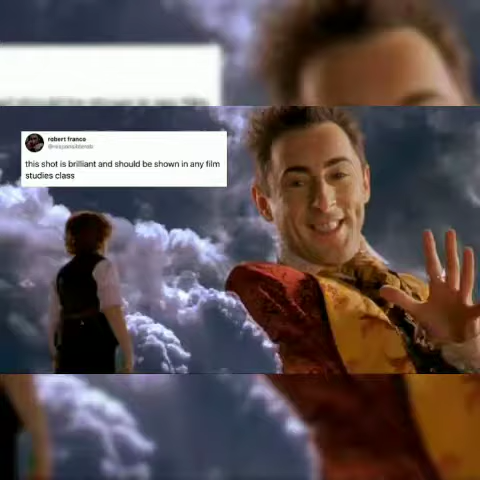 robert franco
this shot is brilliant and should be shown in any film
studies class